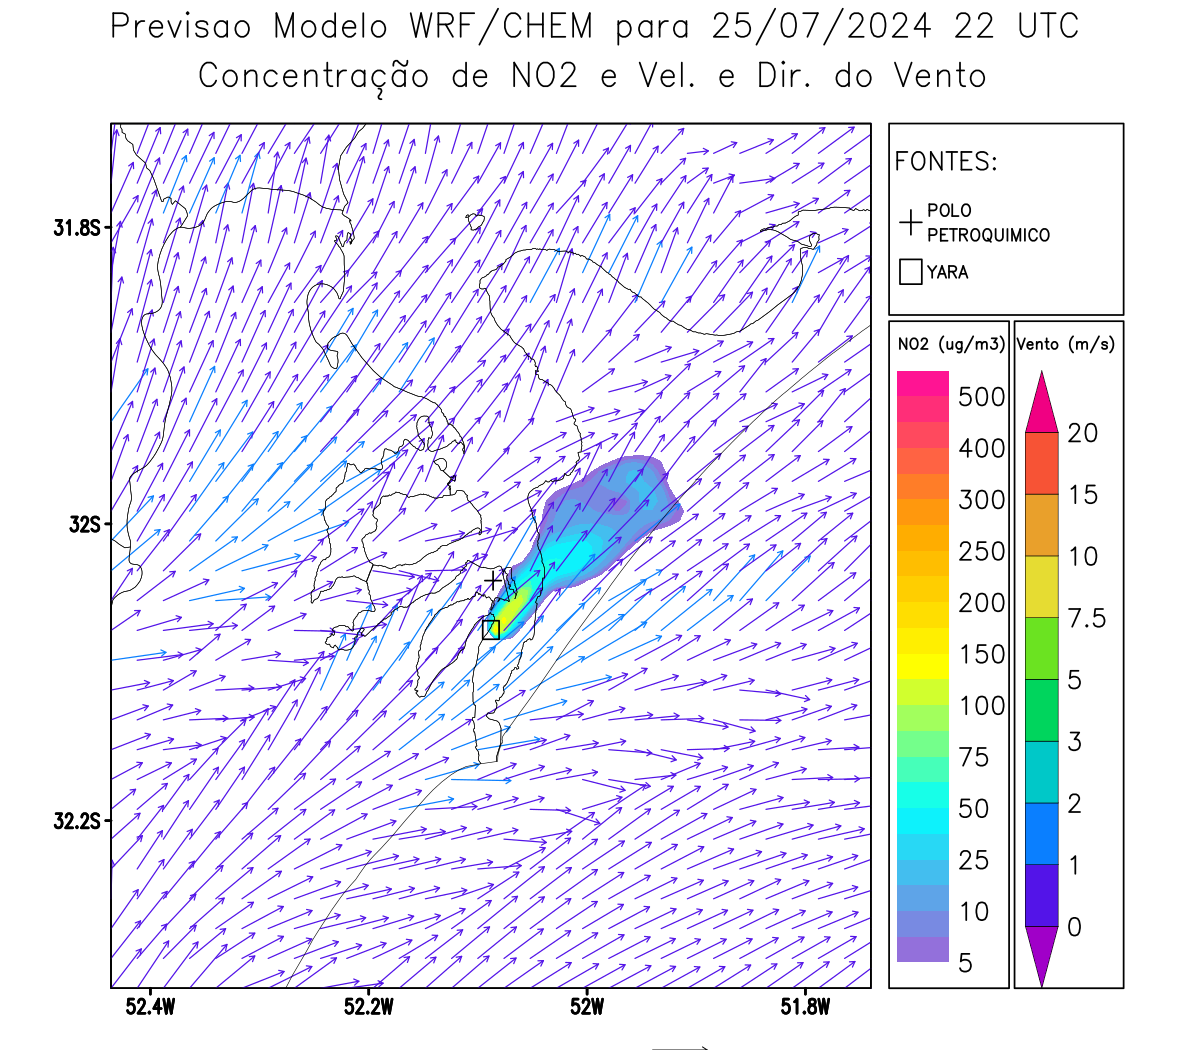 Previsao Modelo WRF/CHEM para 25/07/2024 22 UTC
Concentração de NO2 e Vel. e Dir. do Vento
FONTES:
POLO
PETROQUIMICO
YARA
31.8S
32S
32.2S
52.4W
52.2W
52W
51.8W
NO2 (ug/m3)
500
400
300
250
200
150
100
75
50
25
10
5
Vento (m/s)
20
15
10
7.5
5
3
2
1
0